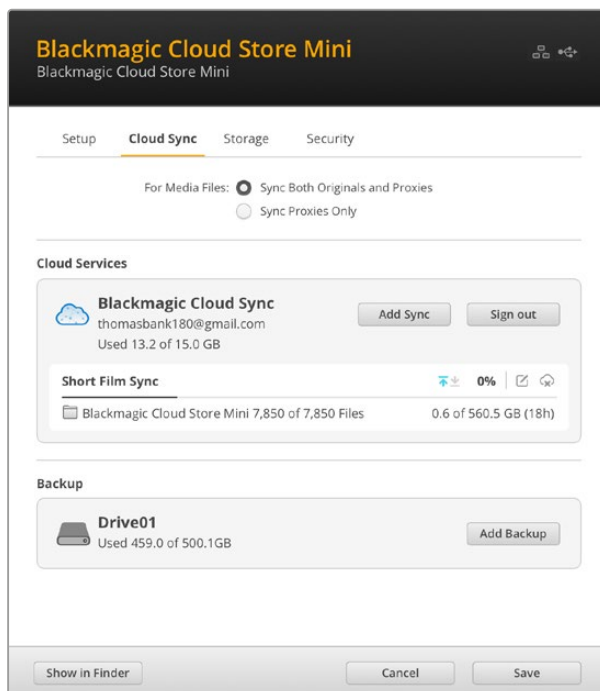 Blackmagic Cloud Store Mini
Blackmagic Cloud Store Mini
Setup Cloud Sync Storage Security
For Media Files: Sync Both Originals and Proxies
Sync Proxies Only
Cloud Services
Blackmagic Cloud Sync
thomasbank180@gmail.com
Used 13.2 of 15.0 GB
Add Sync Sign out
Short Film Sync 0%
Blackmagic Cloud Store Mini 7,850 of 7,850 Files 0.6 of 560.5 GB (18h)
Backup
Drive01
Used 459.0 of 500.1GB
Add Backup
Show in Finder Cancel Save